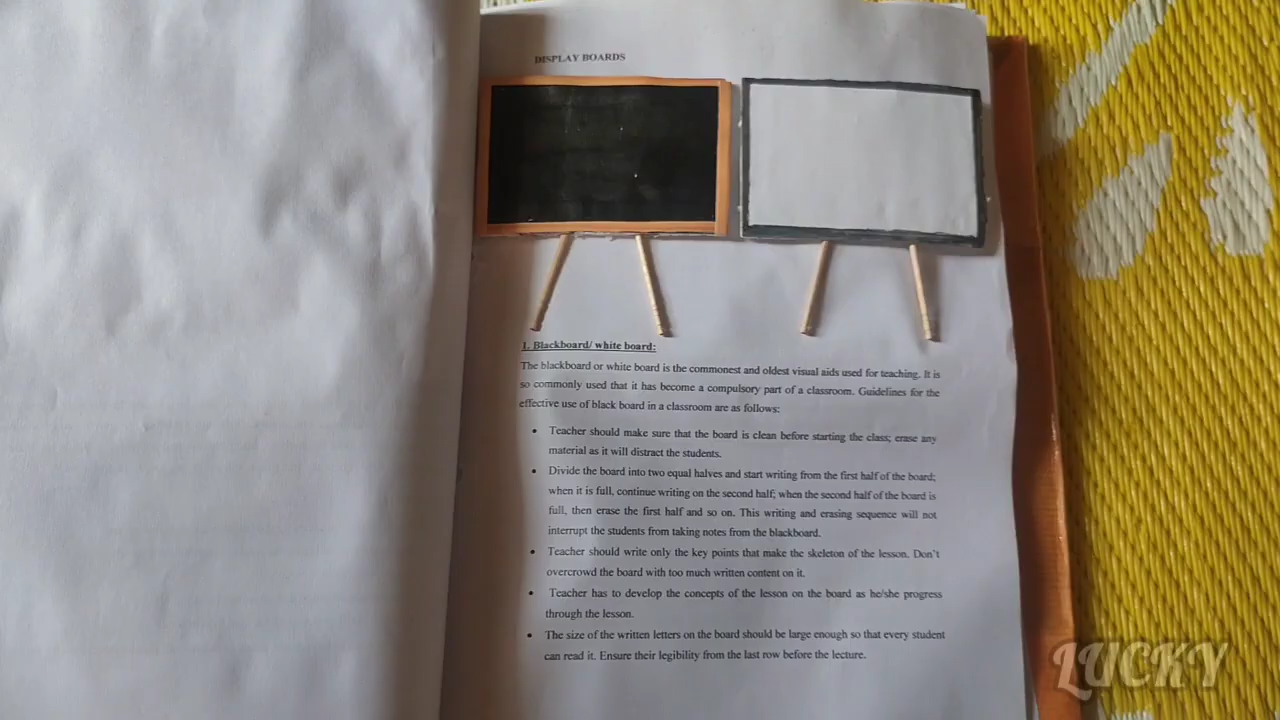 DISPLAY BOARDS
1. Blackboard/ white board:
The blackboard or white board is the commonest and oldest visual aids used for teaching. It is
so commonly used that it has become a compulsory part of a classroom. Guidelines for the
effective use of black board in a classroom are as follows:
• Teacher should make sure that the board is clean before starting the class; erase any
material as it will distract the students.
• Divide the board into two equal halves and start writing from the first half of the board;
when it is full, continue writing on the second half; when the second half of the board is
full, then erase the first half and so on. This writing and erasing sequence will not
interrupt the students from taking notes from the blackboard.
• Teacher should write only the key points that make the skeleton of the lesson. Don't
overcrowd the board with too much written content on it.
• Teacher has to develop the concepts of the lesson on the board as he/she progress
through the lesson.
• The size of the written letters on the board should be large enough so that every student
can read it. Ensure their legibility from the last row before the lecture.
LUCKY